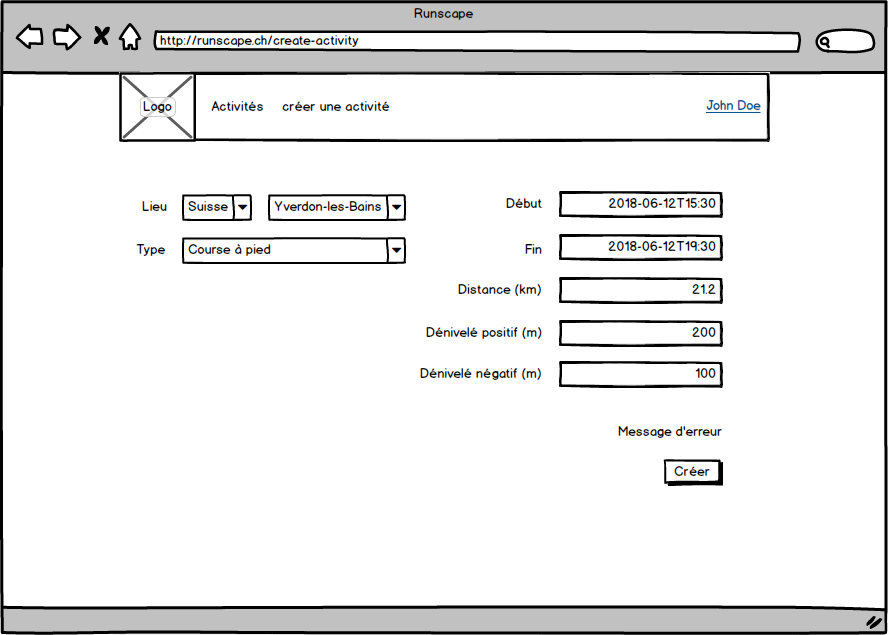 Runscape
http://runscape.ch/create-activity
Logo Activités créer une activité John Doe
Lieu Suisse Yverdon-les-Bains
Type Course à pied
Début 2018-06-12T15:30
Fin 2018-06-12T19:30
Distance (km) 21.2
Dénivelé positif (m) 200
Dénivelé négatif (m) 100
Message d'erreur
Créer